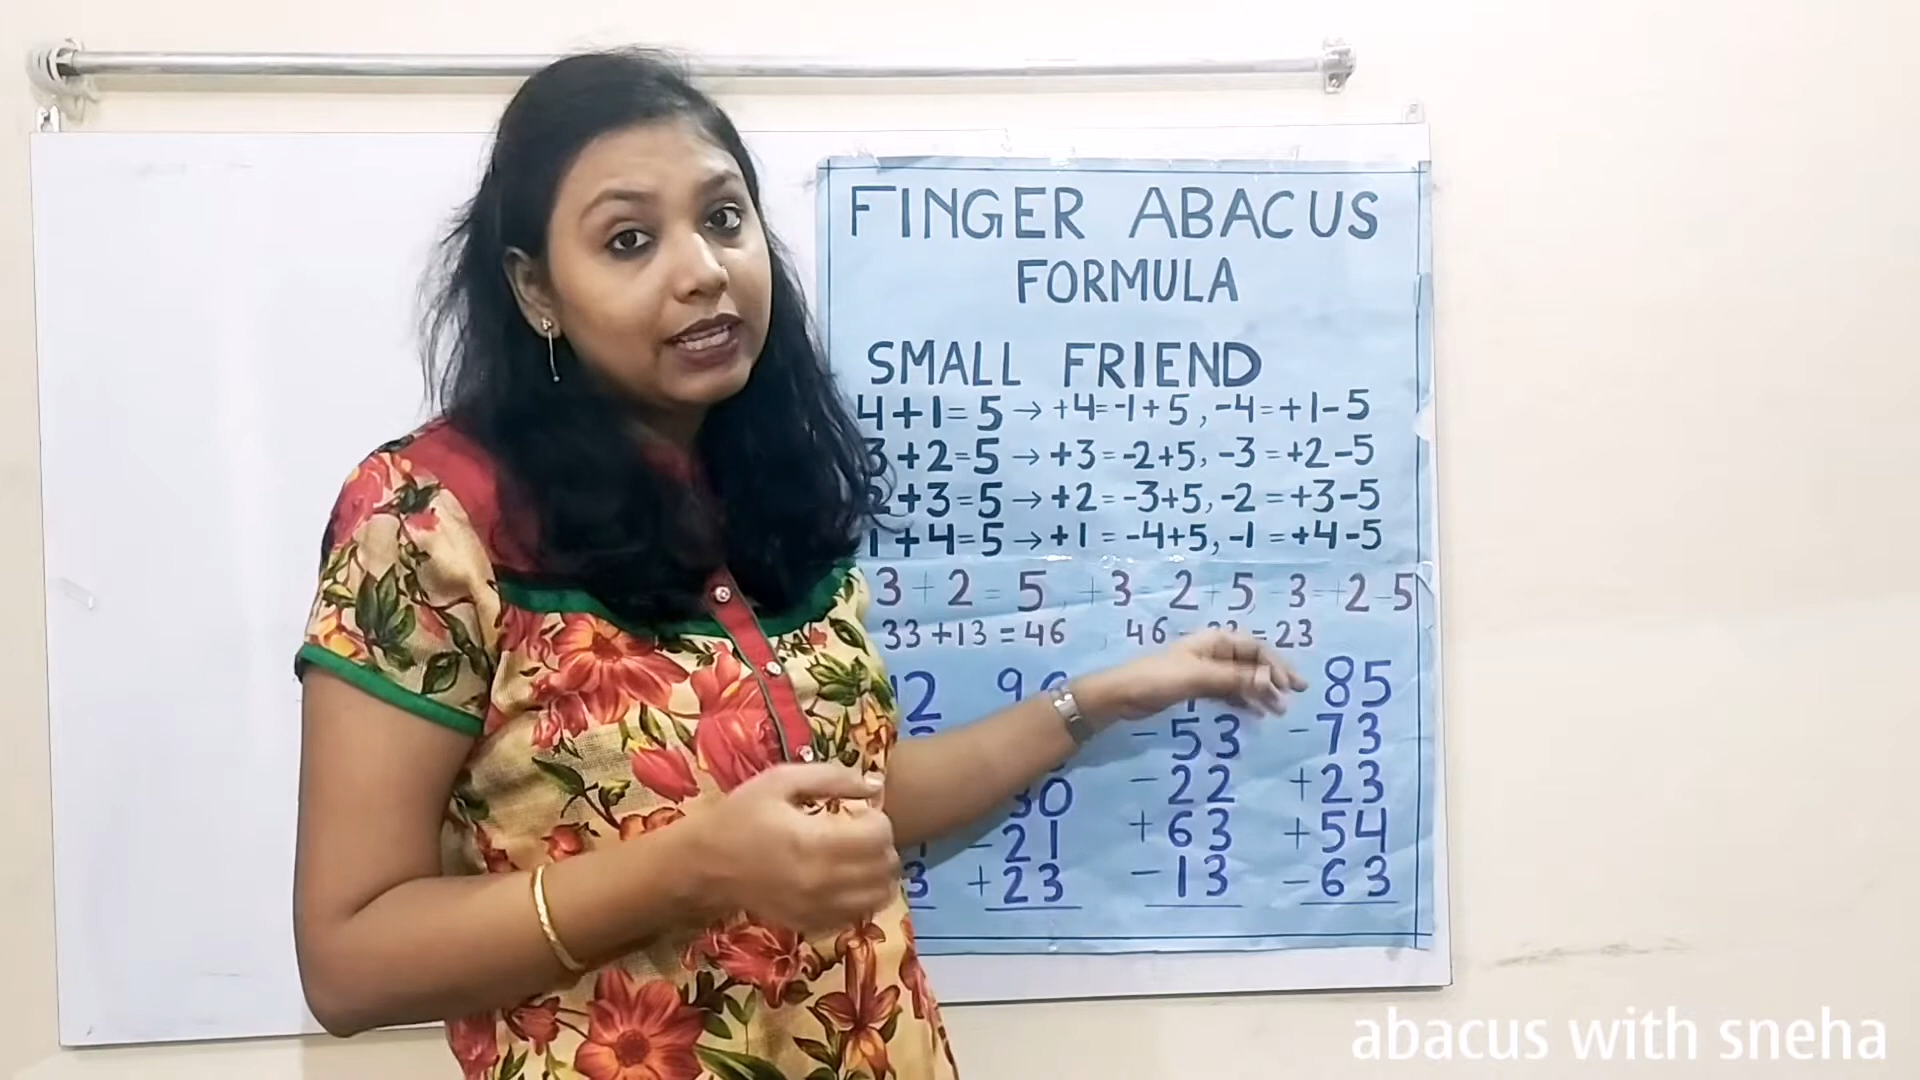 FINGER ABACUS
FORMULA
SMALL FRIEND
4+1=5→+4=-1+5,-4=+1-5
3+2=5→+3=-2+5,-3=+2-5
2+3=5→+2=-3+5,-2=+3-5
1+4=5→+1=-4+5,-1=+4-5
3+2=5, +3=-2+5, -3=+2-5
33+13=46, 46 =23
85
-53 -73
-22 +23
30 +63 +54
-21 -13 -63
+23
abacus with sneha